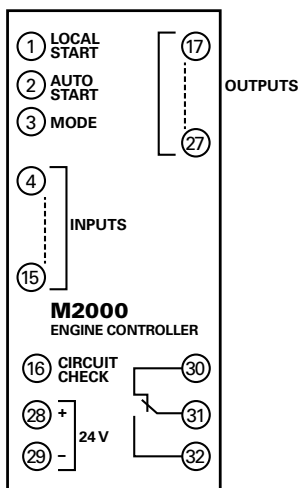 1 LOCAL
START
2 AUTO
START
3 MODE
17
27
OUTPUTS
4
15
INPUTS
M2000
ENGINE CONTROLLER
16 CIRCUIT
CHECK
28 +
29 –
24 V
30
31
32